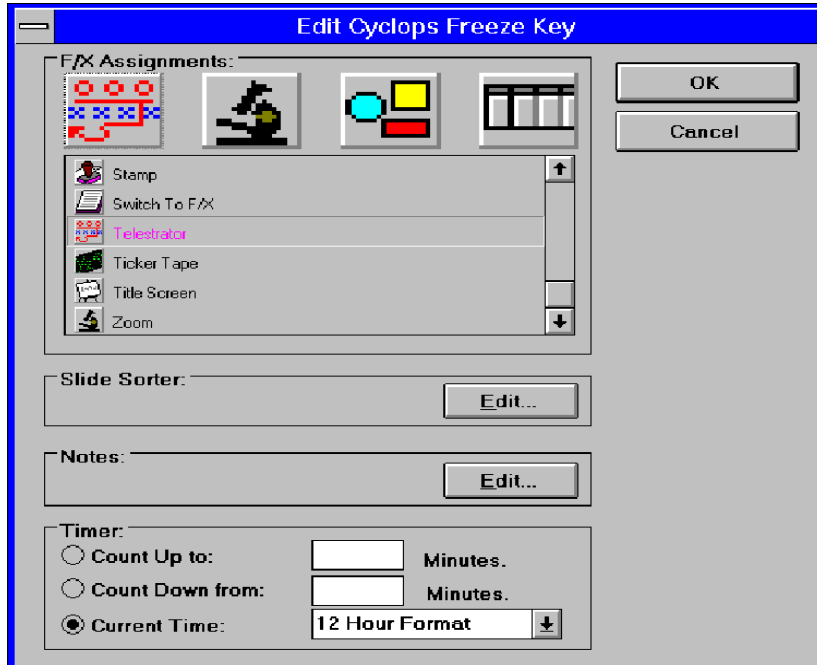 Edit Cyclops Freeze Key
F/X Assignments:
OK
Cancel
Stamp
Switch To F/X
Telestrator
Ticker Tape
Title Screen
Zoom
Slide Sorter:
Edit...
Notes:
Edit...
Timer:
Count Up to: Minutes.
Count Down from: Minutes.
Current Time: 12 Hour Format